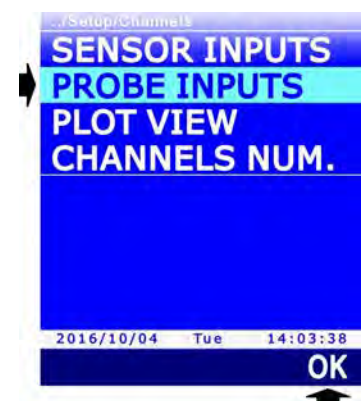 ../Setup/Channels
SENSOR INPUTS
PROBE INPUTS
PLOT VIEW
CHANNELS NUM.
2016/10/04 Tue 14:03:38
OK